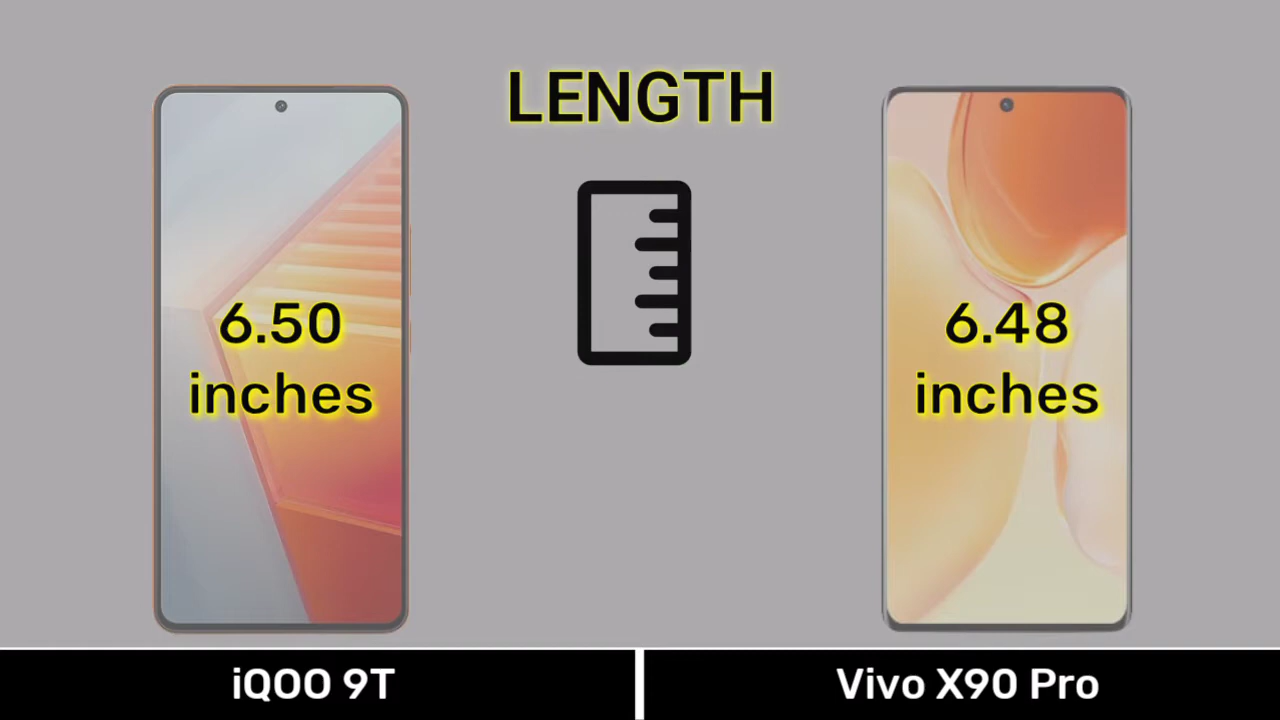 LENGTH
6.50
inches
6.48
inches
iQOO 9T
Vivo X90 Pro